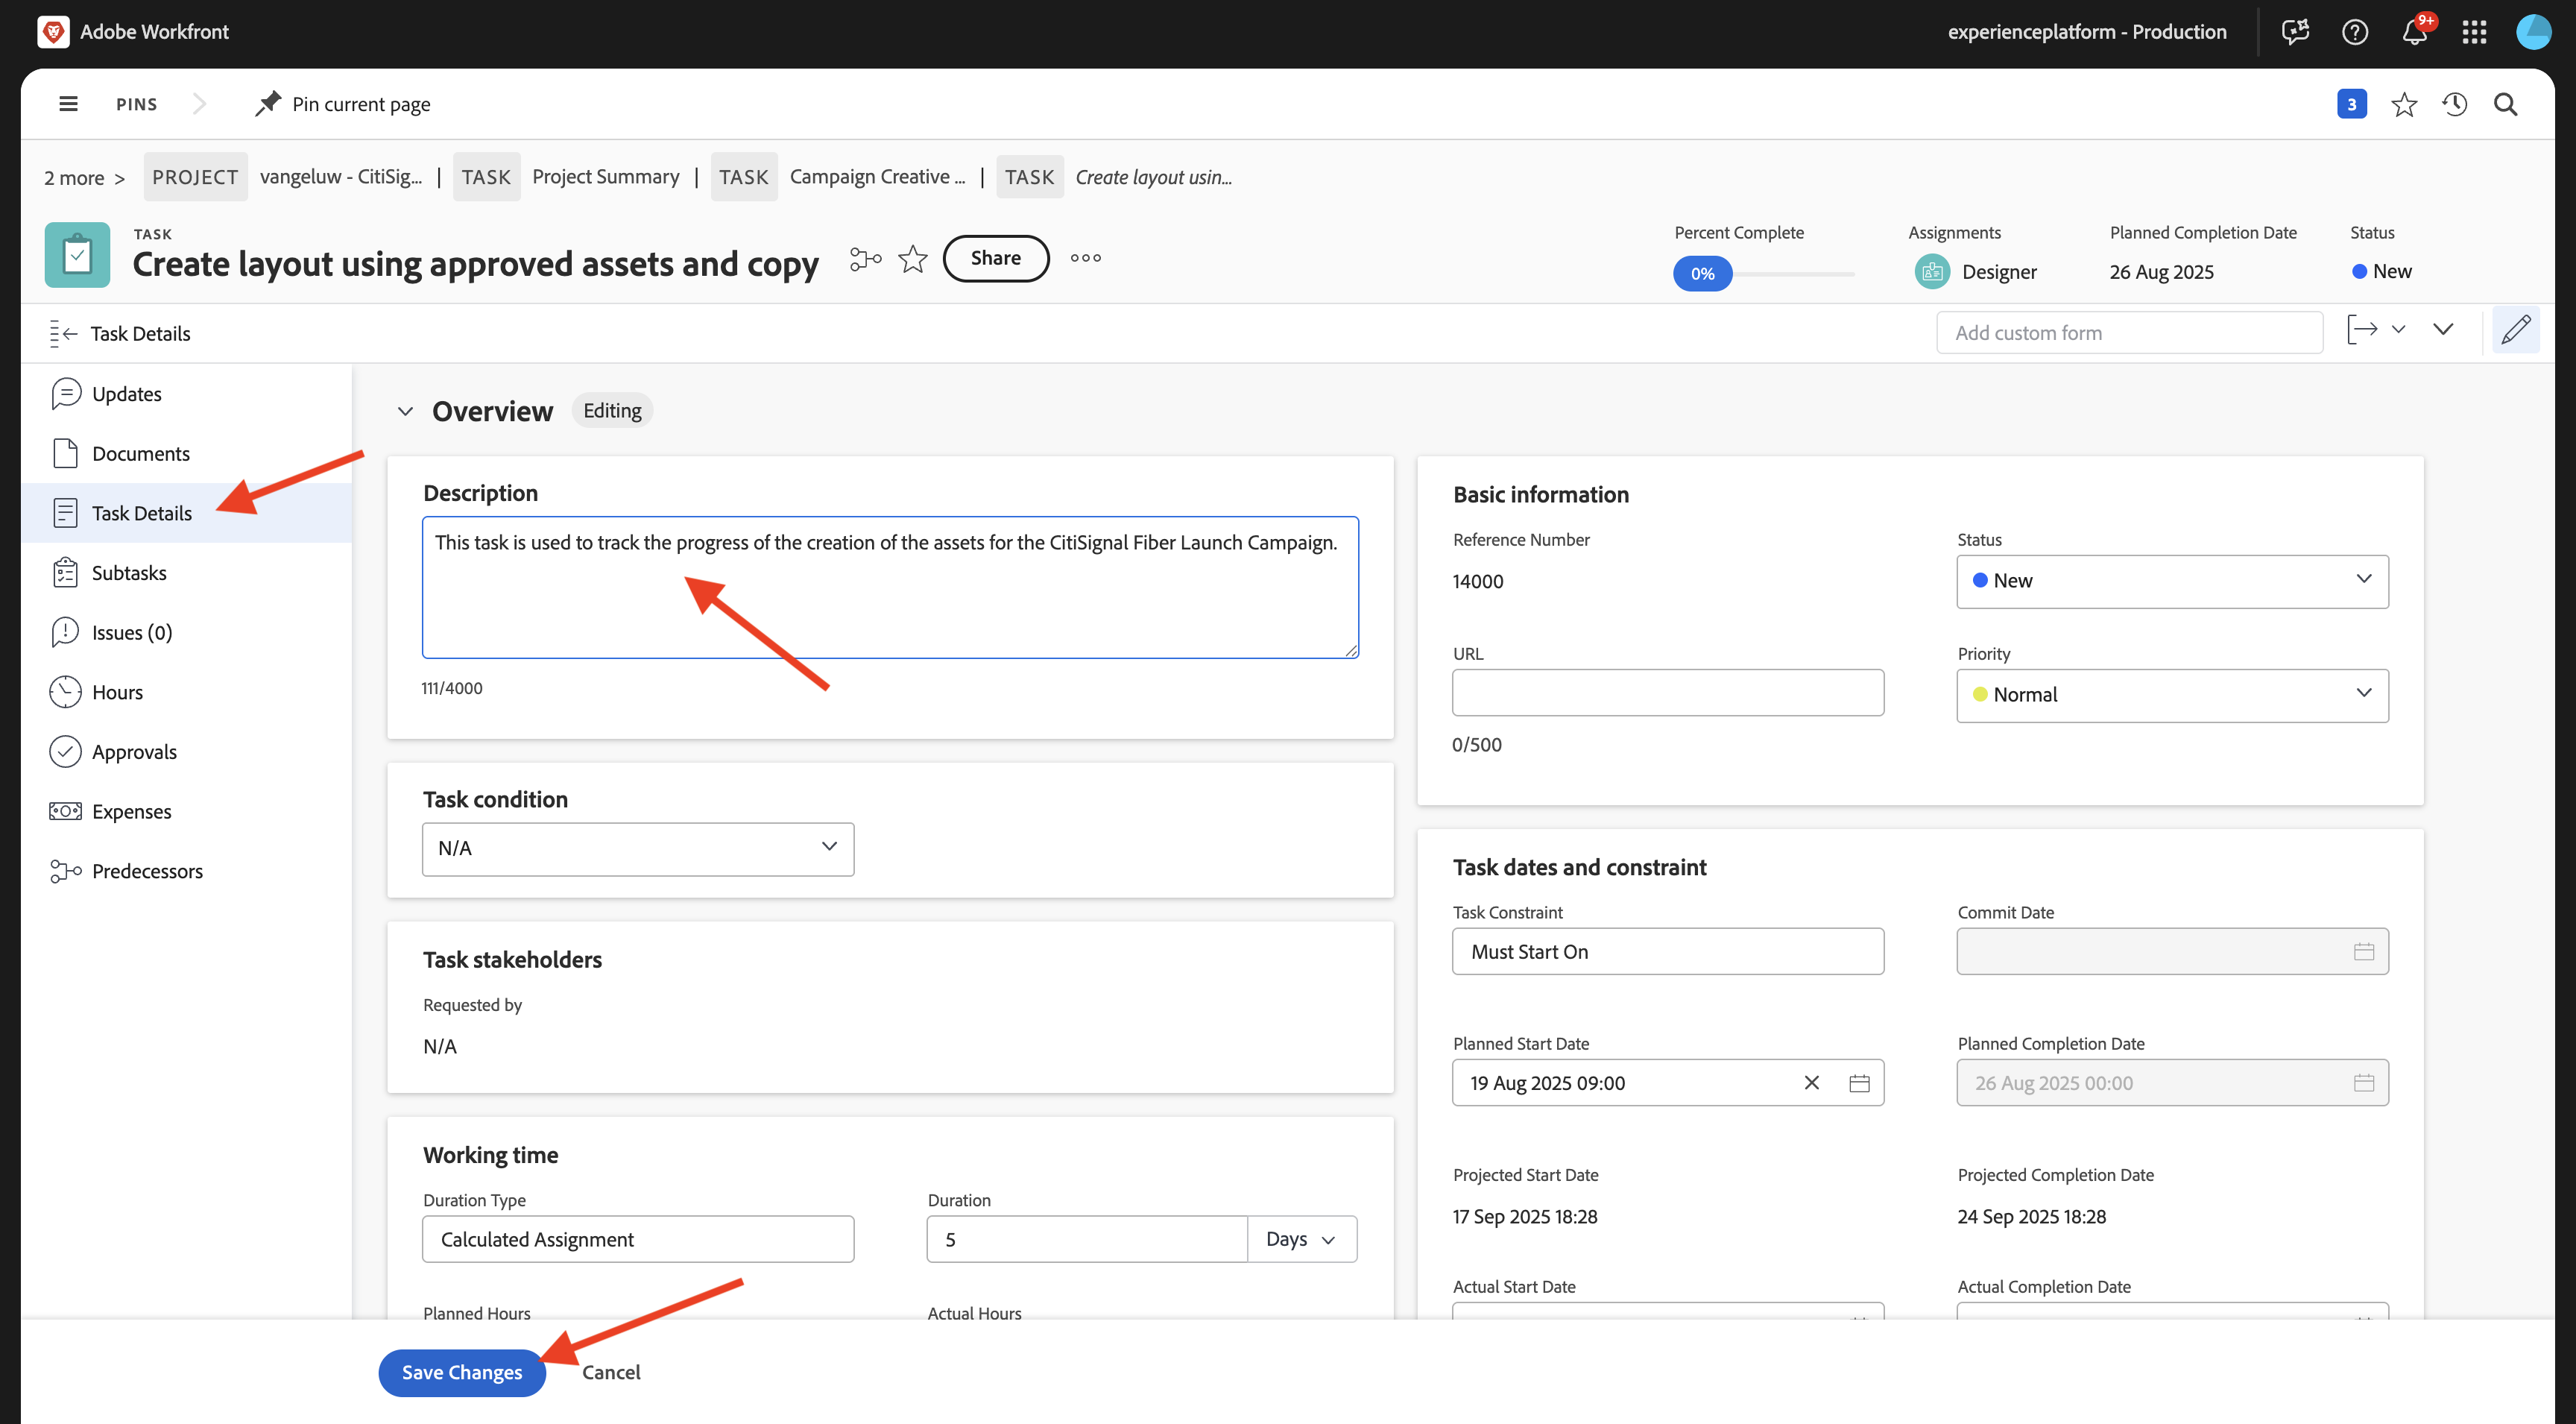 Adobe Workfront
experienceplatform - Production
9+
PINS
Pin current page
3
2 more >
PROJECT vangeluw - CitiSig... | TASK Project Summary | TASK Campaign Creative ... | TASK Create layout usin...
TASK
Create layout using approved assets and copy
Share
Percent Complete
0%
Assignments
Designer
Planned Completion Date
26 Aug 2025
Status
New
Task Details
Add custom form
Updates
Documents
Task Details
Subtasks
Issues (0)
Hours
Approvals
Expenses
Predecessors
Overview
Editing
Description
This task is used to track the progress of the creation of the assets for the CitiSignal Fiber Launch Campaign.
111/4000
Task condition
N/A
Task stakeholders
Requested by
N/A
Working time
Duration Type
Calculated Assignment
Duration
5
Days
Planned Hours
Actual Hours
Basic information
Reference Number
14000
Status
New
URL
0/500
Priority
Normal
Task dates and constraint
Task Constraint
Must Start On
Commit Date
Planned Start Date
19 Aug 2025 09:00
Planned Completion Date
26 Aug 2025 00:00
Projected Start Date
17 Sep 2025 18:28
Projected Completion Date
24 Sep 2025 18:28
Actual Start Date
Actual Completion Date
Save Changes
Cancel